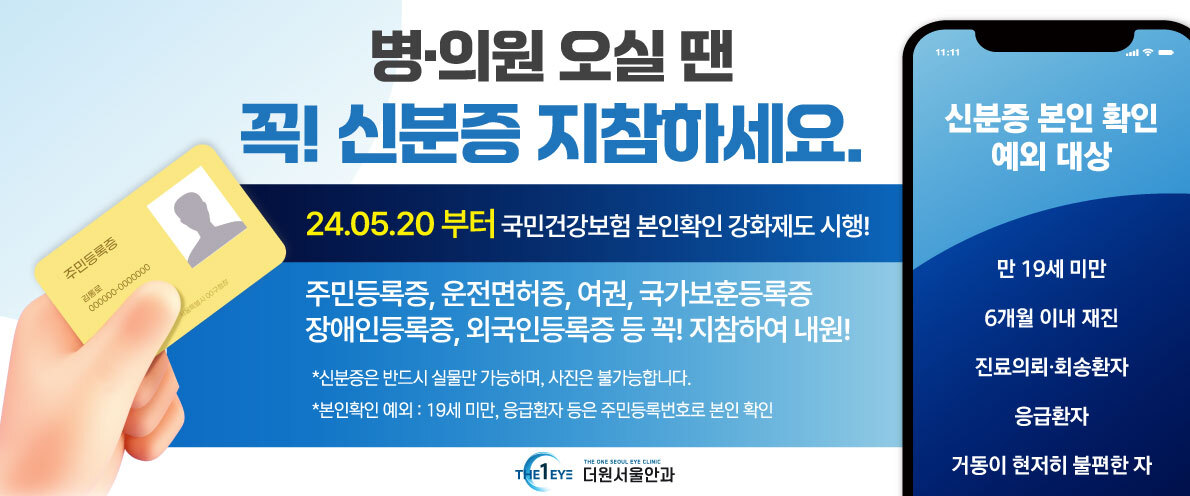 병·의원 오실 땐
꼭! 신분증 지참하세요.
24.05.20 부터 국민건강보험 본인확인 강화제도 시행!
주민등록증, 운전면허증, 여권, 국가보훈등록증
장애인등록증, 외국인등록증 등 꼭! 지참하여 내원!
*신분증은 반드시 실물만 가능하며, 사진은 불가능합니다.
*본인확인 예외 : 19세 미만, 응급환자 등은 주민등록번호로 본인 확인
주민등록증
김동로
000000-0000000
THE1EYE
THE ONE SEOUL EYE CLINIC
더원서울안과
11:11
신분증 본인 확인
예외 대상
만 19세 미만
6개월 이내 재진
진료의뢰·회송환자
응급환자
거동이 현저히 불편한 자